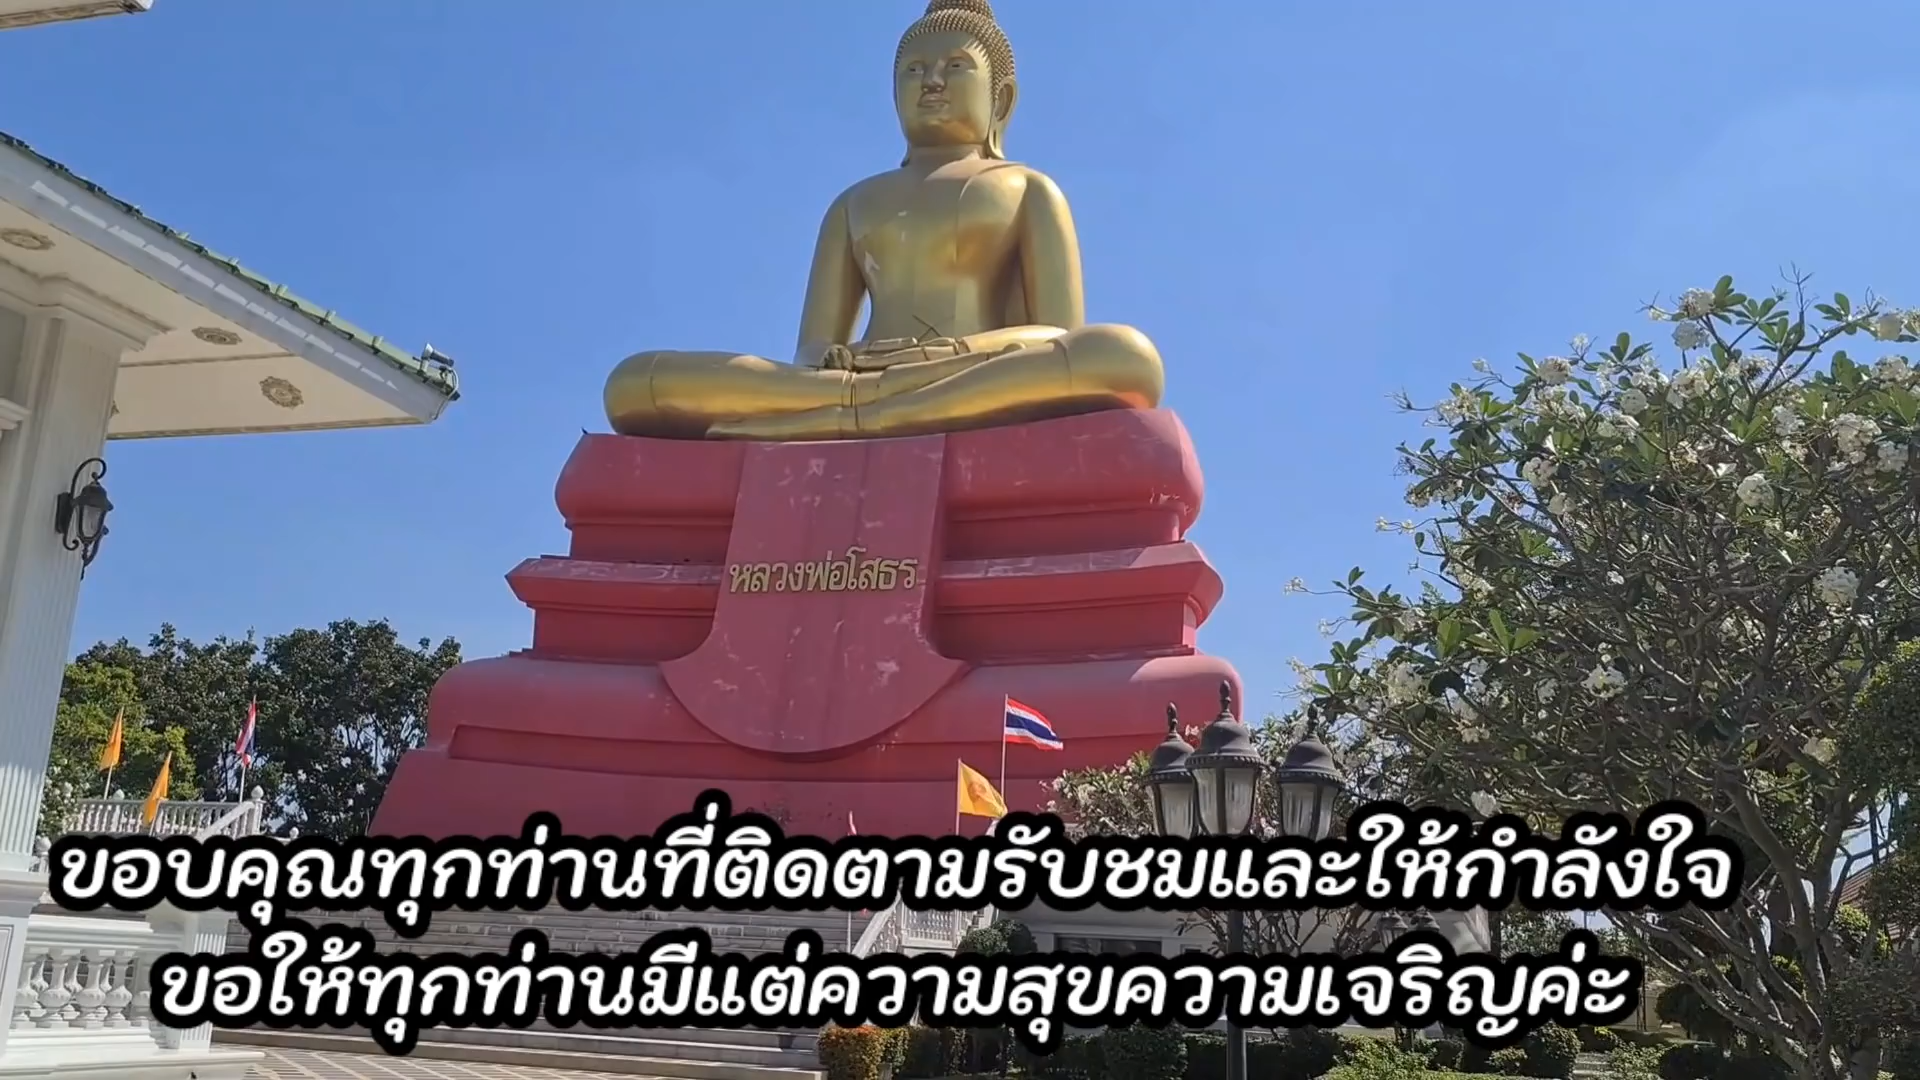 หลวงพ่อโสธร
ขอบคุณทุกท่านที่ติดตามรับชมและให้กำลังใจ
ขอให้ทุกท่านมีแต่ความสุขความเจริญค่ะ